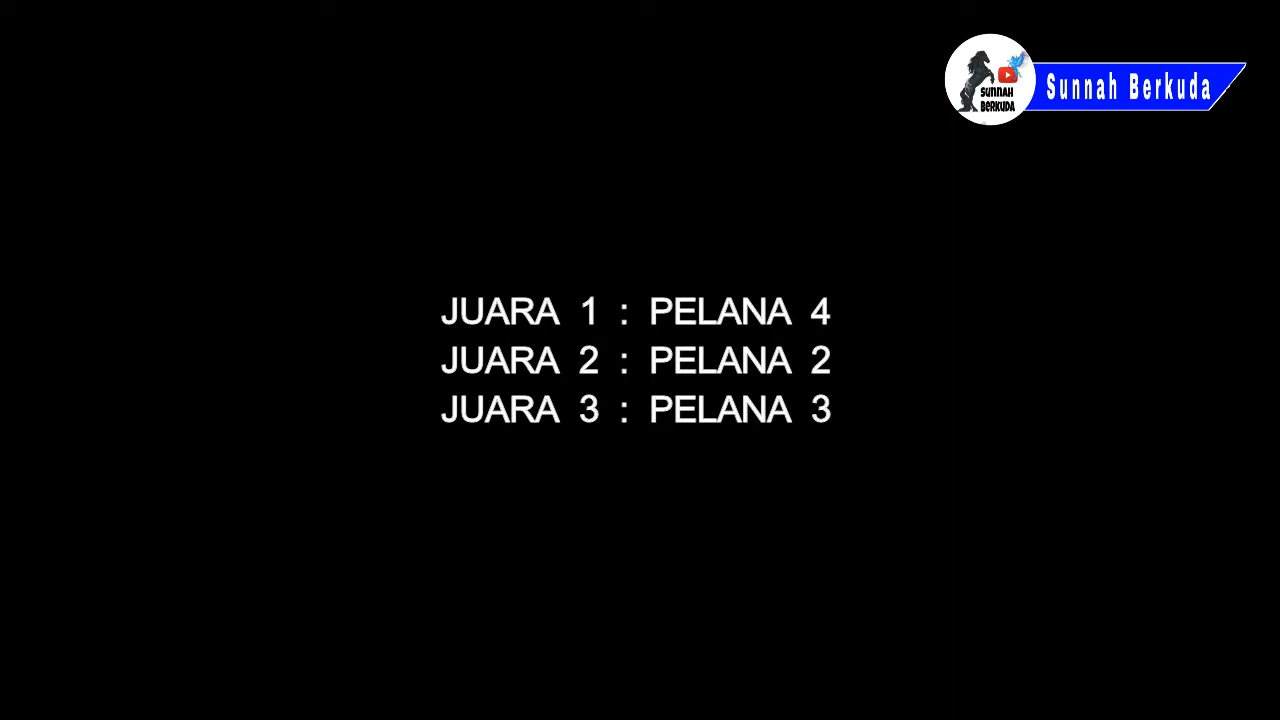 SUNNAH
BERKUDA
Sunnah Berkuda
JUARA 1 : PELANA 4
JUARA 2 : PELANA 2
JUARA 3 : PELANA 3